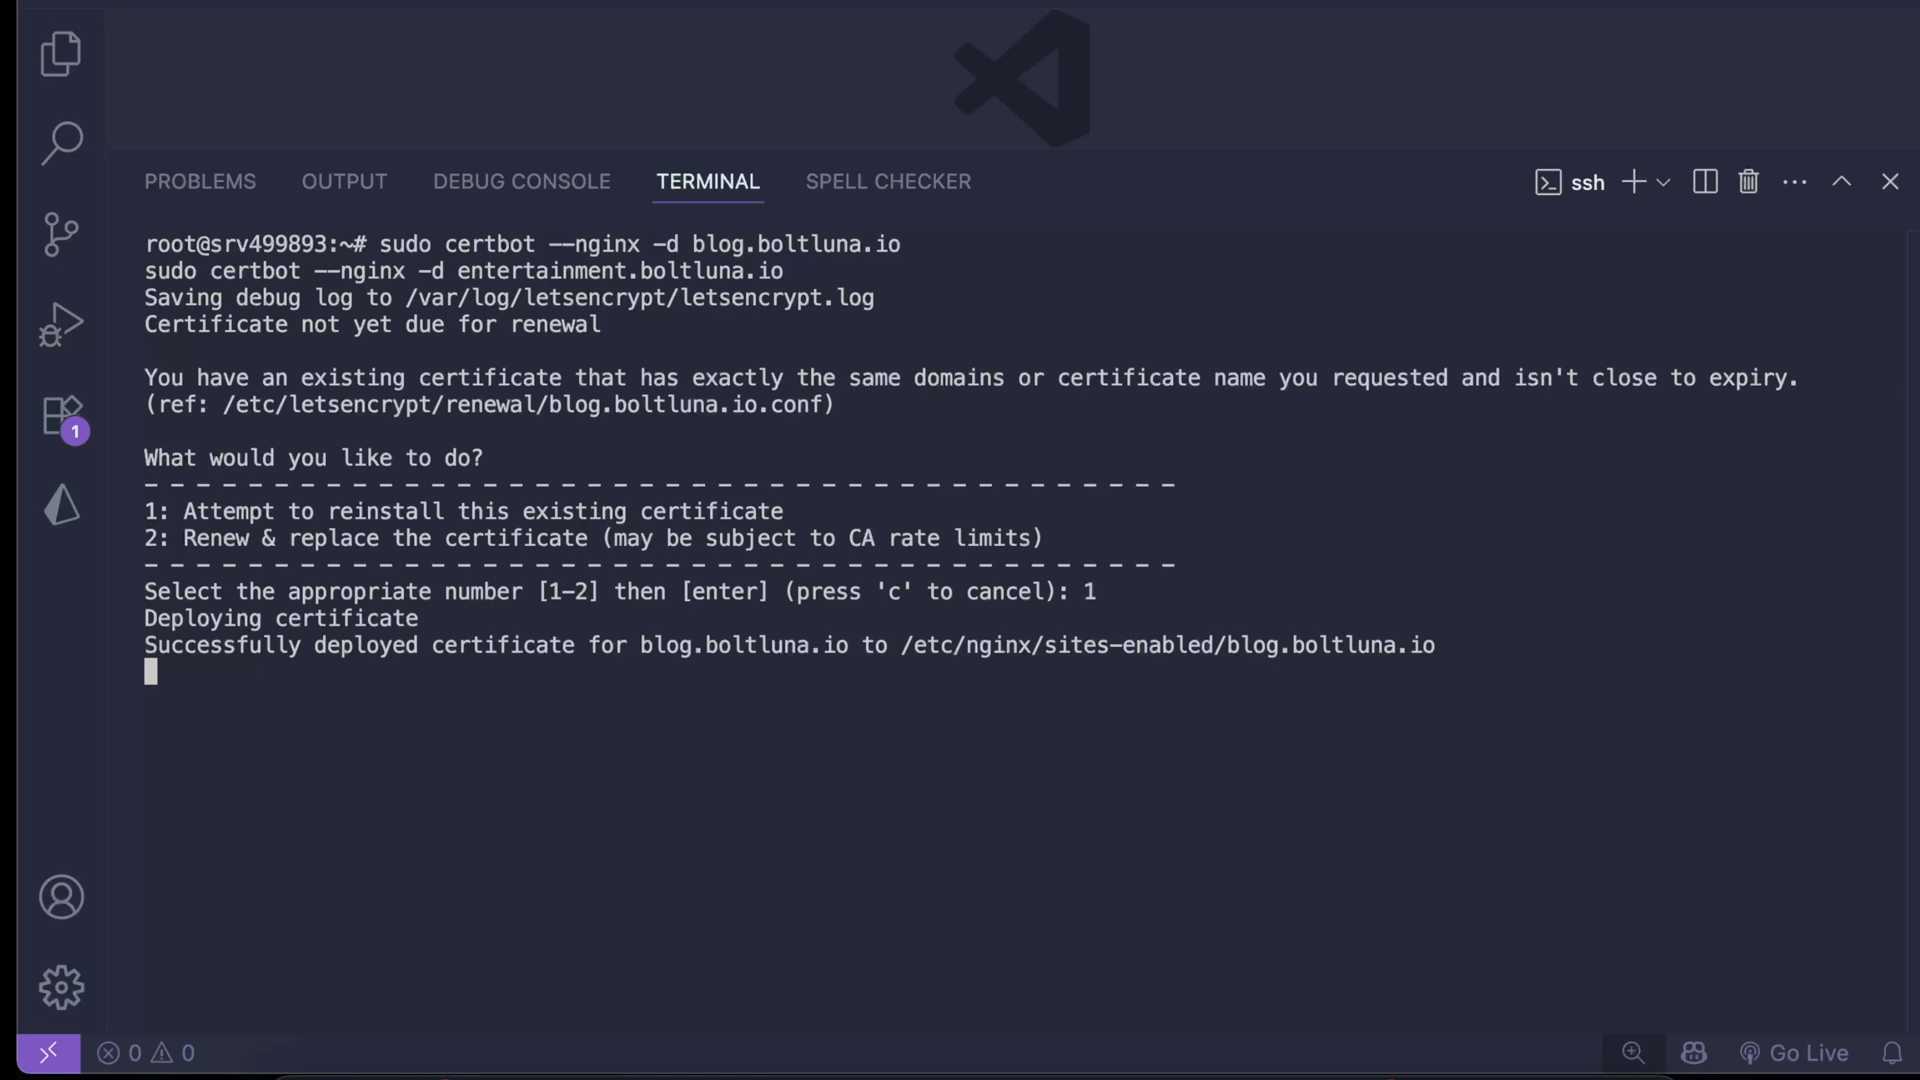 PROBLEMS OUTPUT DEBUG CONSOLE TERMINAL SPELL CHECKER ssh
root@srv499893:~# sudo certbot --nginx -d blog.boltluna.io
sudo certbot --nginx -d entertainment.boltluna.io
Saving debug log to /var/log/letsencrypt/letsencrypt.log
Certificate not yet due for renewal
You have an existing certificate that has exactly the same domains or certificate name you requested and isn't close to expiry.
(ref: /etc/letsencrypt/renewal/blog.boltluna.io.conf)
What would you like to do?
- - - - - - - - - - - - - - - - - - - - - - - - - - - - - - - - - - - - - - - -
1: Attempt to reinstall this existing certificate
2: Renew & replace the certificate (may be subject to CA rate limits)
- - - - - - - - - - - - - - - - - - - - - - - - - - - - - - - - - - - - - - - -
Select the appropriate number [1-2] then [enter] (press 'c' to cancel): 1
Deploying certificate
Successfully deployed certificate for blog.boltluna.io to /etc/nginx/sites-enabled/blog.boltluna.io
1
0 0 Go Live